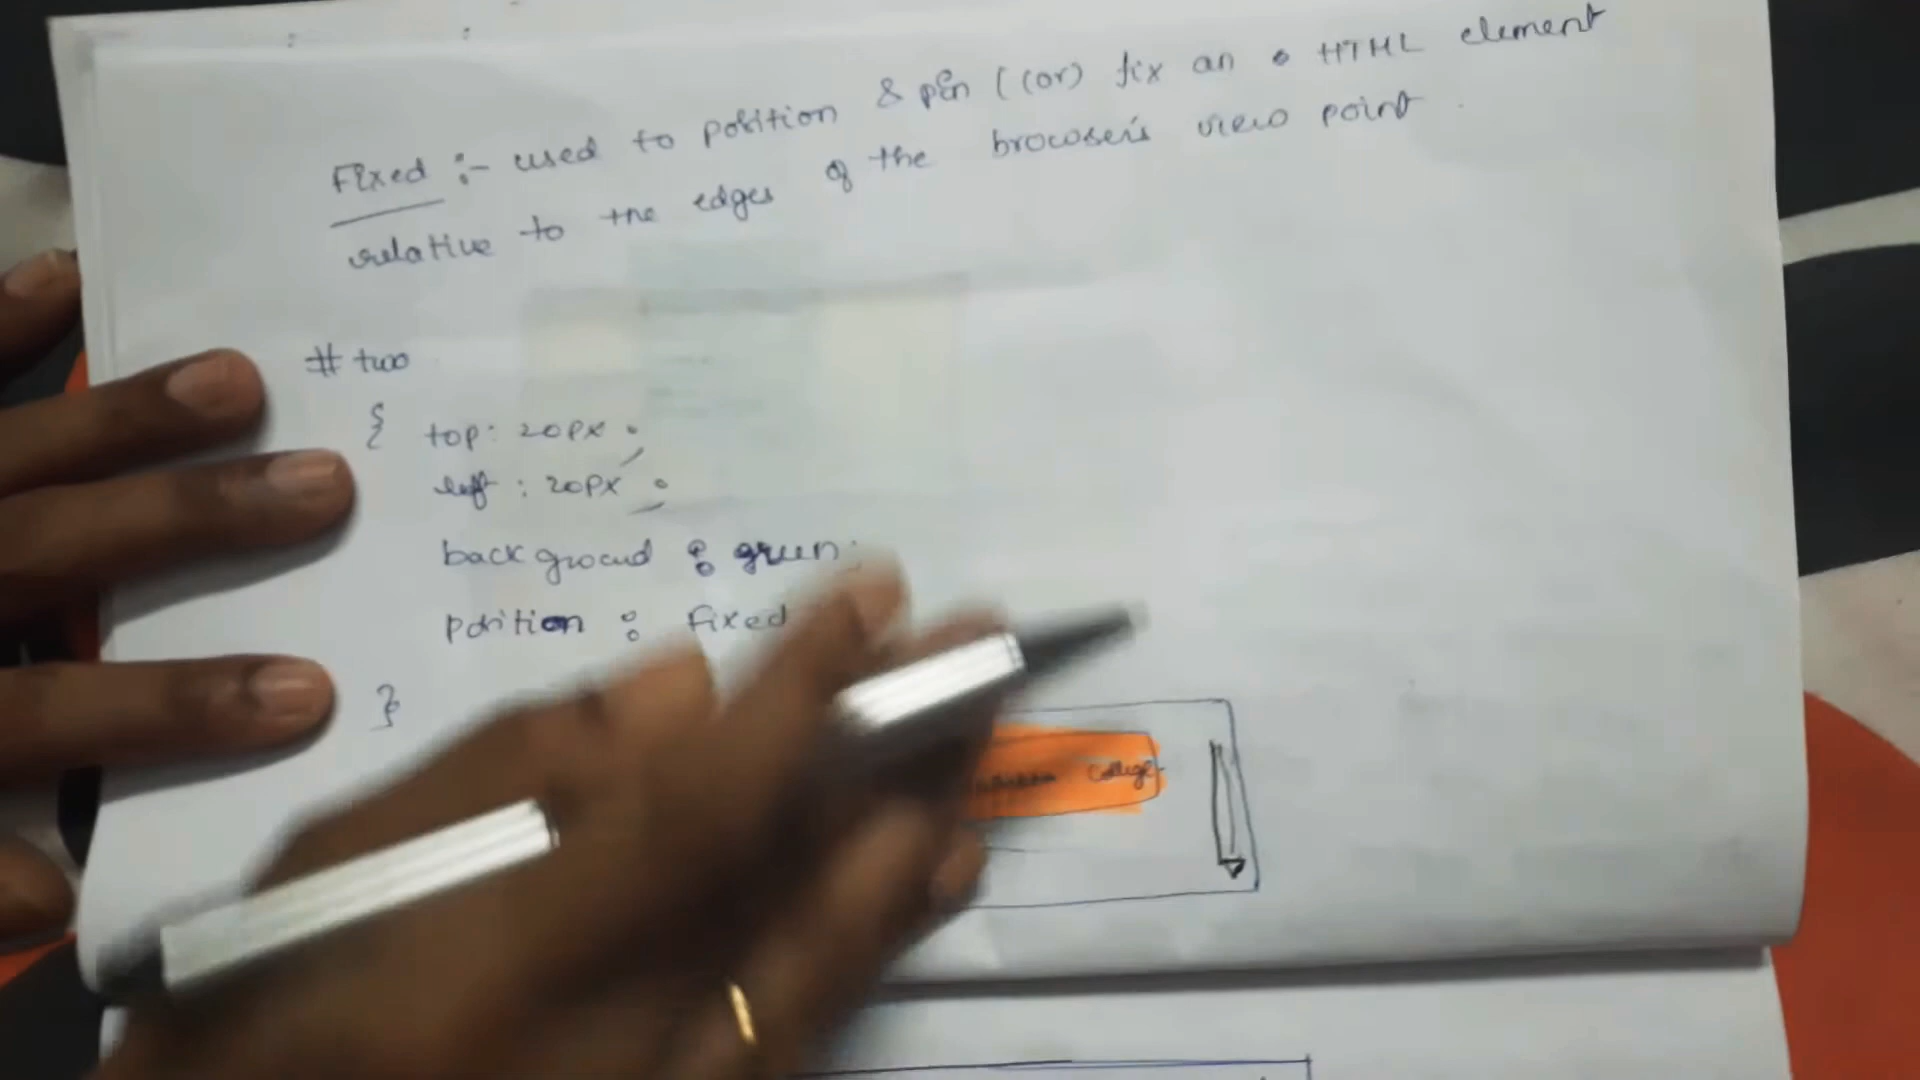 Fixed :- used to position & pin ((or) fix an HTML element
relative to the edges of the browser's view point.
# two
{ top: 20px ;
left : 20px ;
background : green;
position : fixed
}
College